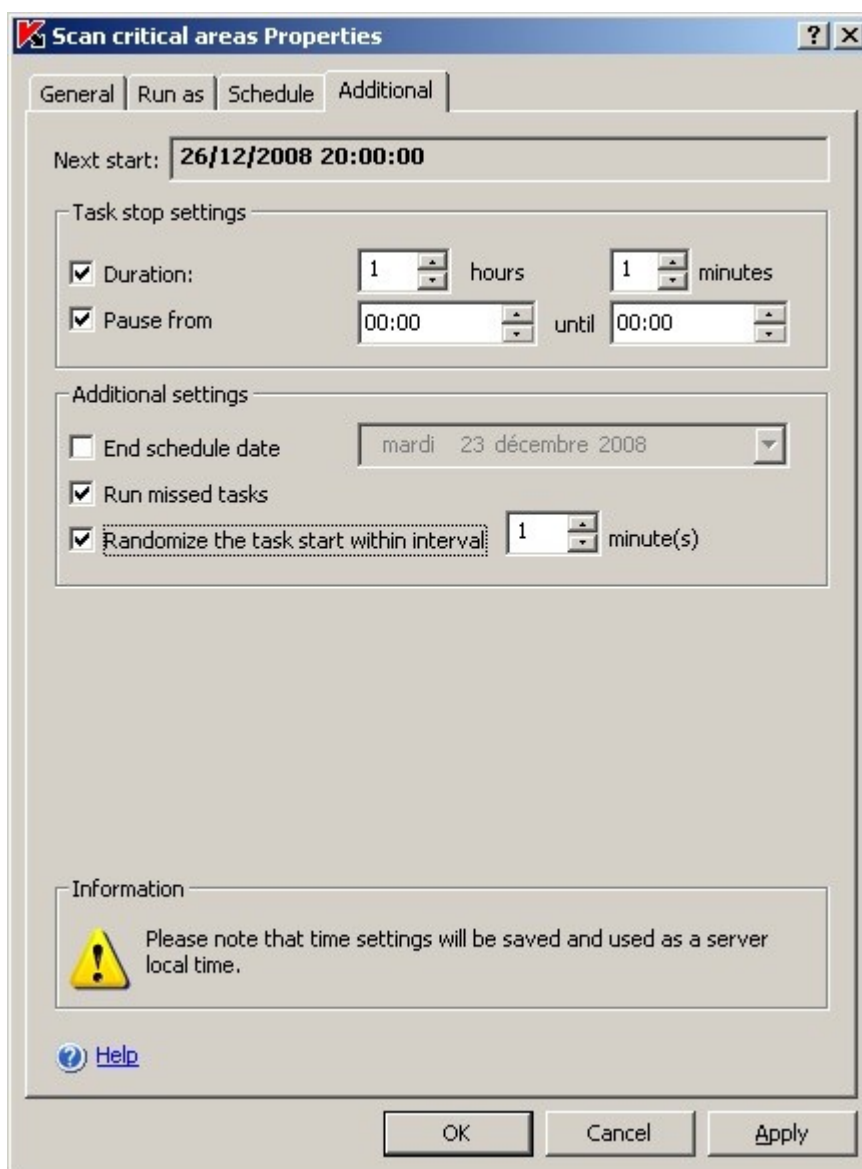 Scan critical areas Properties
General Run as Schedule Additional
Next start: 26/12/2008 20:00:00
Task stop settings
Duration: 1 hours 1 minutes
Pause from 00:00 until 00:00
Additional settings
End schedule date mardi 23 décembre 2008
Run missed tasks
Randomize the task start within interval 1 minute(s)
Information
Please note that time settings will be saved and used as a server
local time.
Help
OK Cancel Apply